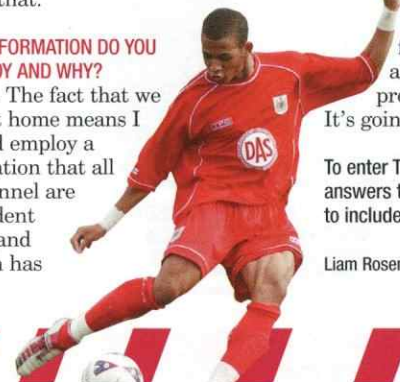 that.
FORMATION DO YOU
OY AND WHY?
The fact that we
home means I
employ a
ation that all
nnel are
dent
and
has
DAS
It's goin
To enter T
answers t
to include
Liam Rosen